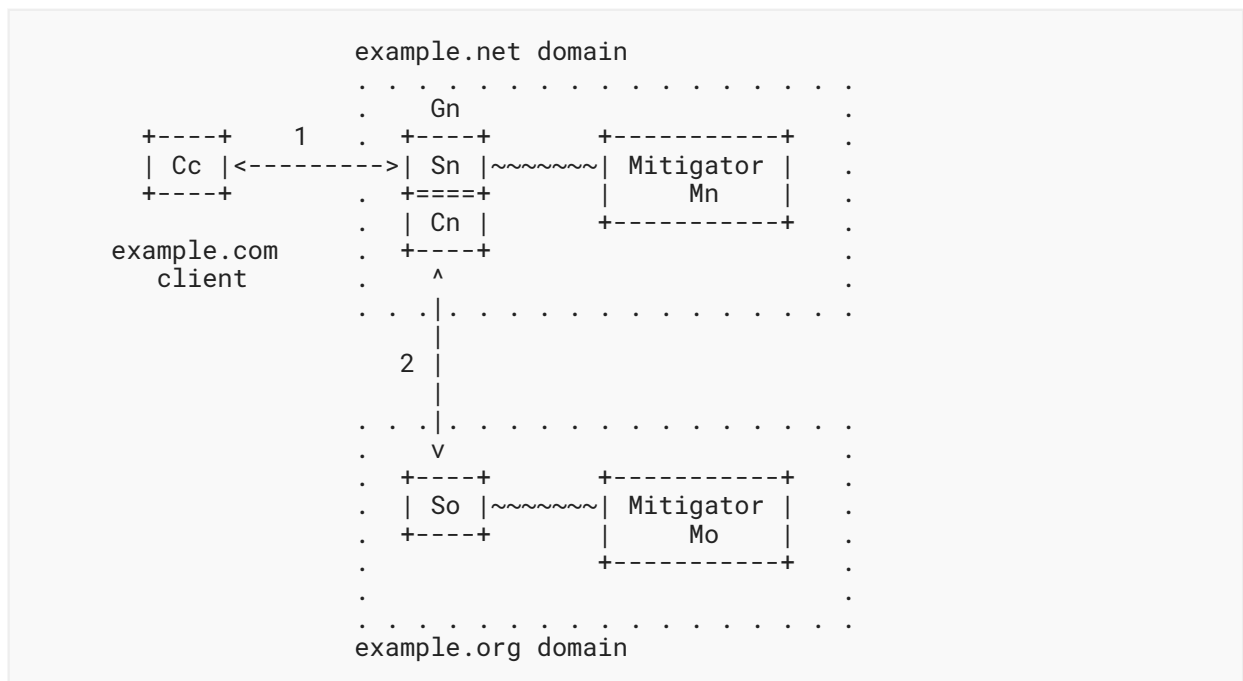 example.net domain
. . . . . . . . . . . . . . . . .
. Gn .
+----+ 1 . +----+ +-----------+ .
| Cc |<--------->| Sn |~~~~~~~| Mitigator | .
+----+ . +====+ | Mn | .
. | Cn | +-----------+ .
example.com . +----+ .
client . ^ .
. . .|. . . . . . . . . . . . . .
|
2 |
|
. . .|. . . . . . . . . . . . . .
. v .
. +----+ +-----------+ .
. | So |~~~~~~~| Mitigator | .
. +----+ | Mo | .
. +-----------+ .
. .
. . . . . . . . . . . . . . . . .
example.org domain